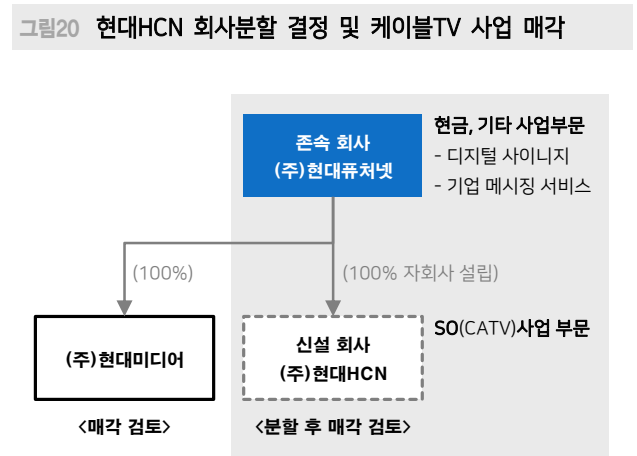 그림20 현대HCN 회사분할 결정 및 케이블TV 사업 매각
존속 회사
(주)현대퓨처넷
현금, 기타 사업부문
- 디지털 사이니지
- 기업 메시징 서비스
(100%)
(100% 자회사 설립)
(주)현대미디어
신설 회사
(주)현대HCN
SO(CATV)사업 부문
<매각 검토>
<분할 후 매각 검토>